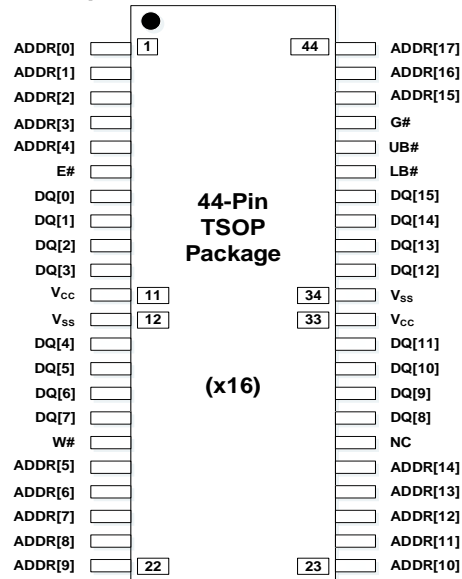 ADDR[0] 1 44 ADDR[17]
ADDR[1] ADDR[16]
ADDR[2] ADDR[15]
ADDR[3] G#
ADDR[4] UB#
E# LB#
DQ[0] DQ[15]
DQ[1] DQ[14]
DQ[2] DQ[13]
DQ[3] DQ[12]
44-Pin
TSOP
Package
VCC 11 34 VSS
VSS 12 33 VCC
DQ[4] DQ[11]
DQ[5] DQ[10]
DQ[6] (x16) DQ[9]
DQ[7] DQ[8]
W# NC
ADDR[5] ADDR[14]
ADDR[6] ADDR[13]
ADDR[7] ADDR[12]
ADDR[8] ADDR[11]
ADDR[9] 22 23 ADDR[10]